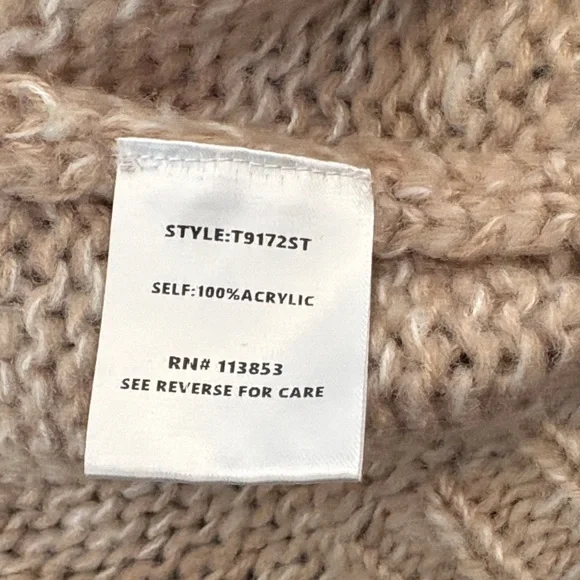 STYLE:T9172ST
SELF:100%ACRYLIC
RN# 113853
SEE REVERSE FOR CARE